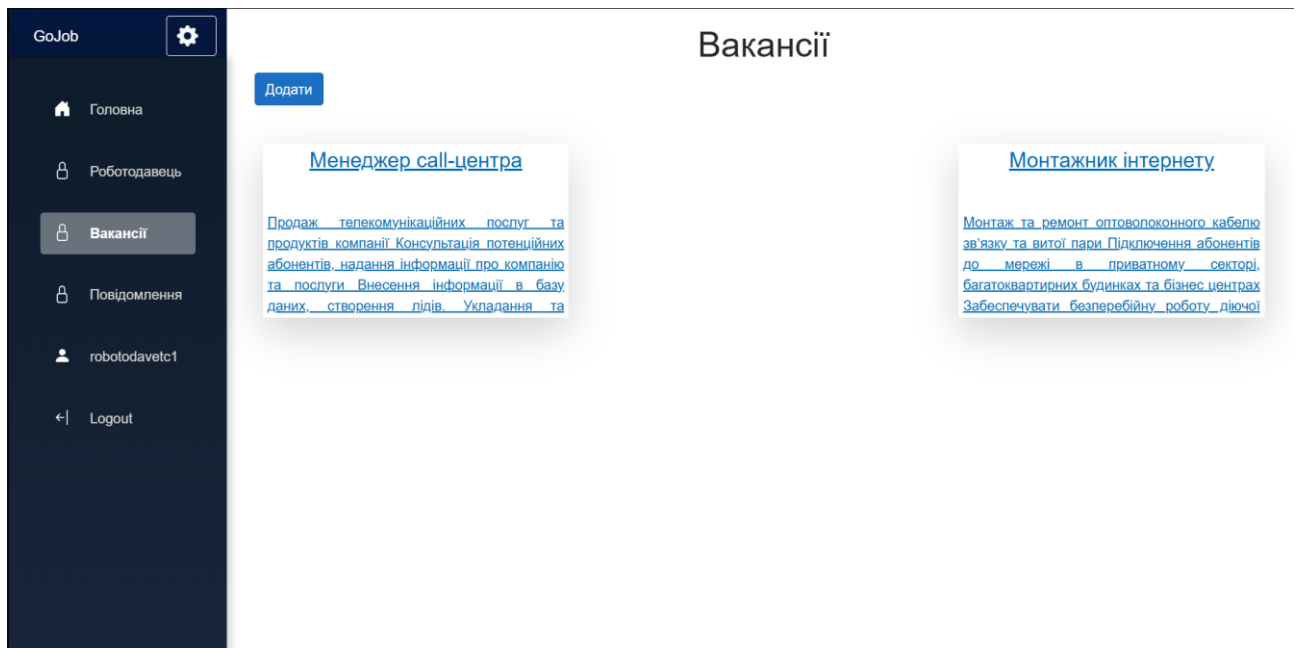 GoJob
Головна
Роботодавець
Вакансії
Повідомлення
robotodavetc1
Logout
Вакансії
Додати
Менеджер call-центра
Продаж телекомунікаційних послуг та
продуктів компанії Консультація потенційних
абонентів, надання інформації про компанію
та послуги Внесення інформації в базу
даних, створення лідів. Укладання та
Монтажник інтернету
Монтаж та ремонт оптоволоконного кабелю
зв'язку та витої пари Підключення абонентів
до мережі в приватному секторі,
багатоквартирних будинках та бізнес центрах
Забеспечувати безперебійну роботу діючої